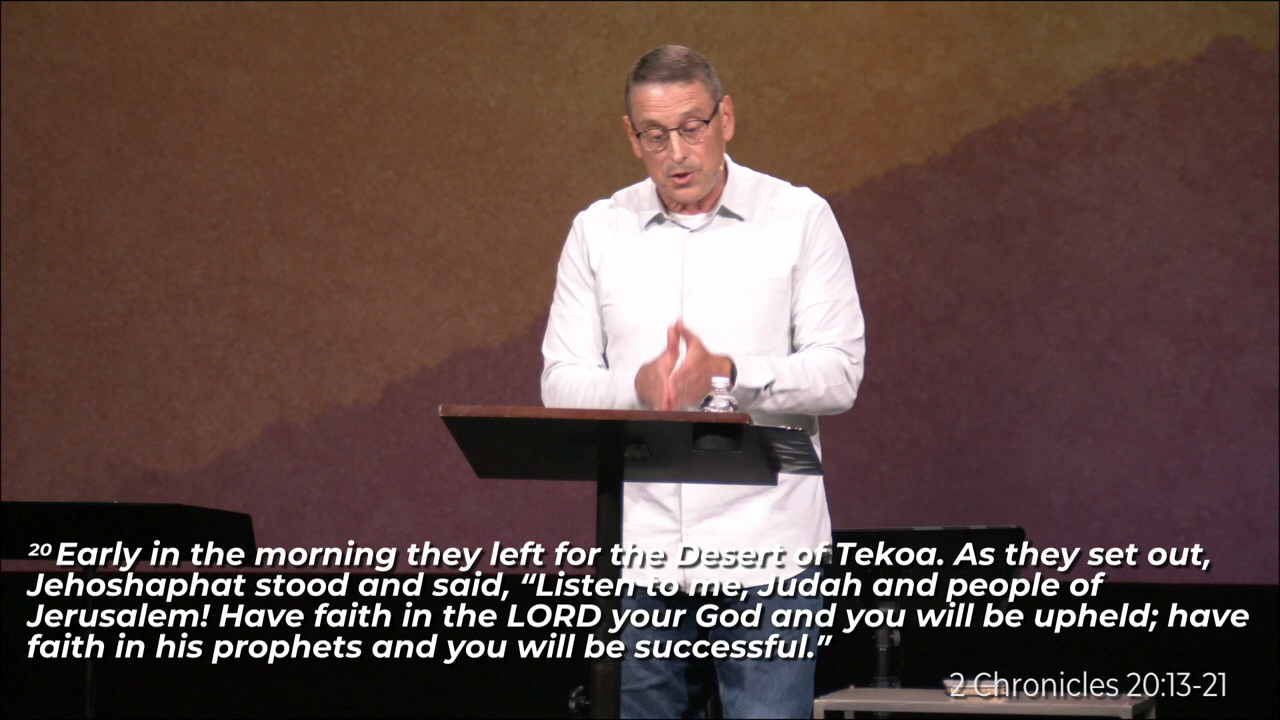 20 Early in the morning they left for the Desert of Tekoa. As they set out,
Jehoshaphat stood and said, “Listen to me, Judah and people of
Jerusalem! Have faith in the LORD your God and you will be upheld; have
faith in his prophets and you will be successful.”
2 Chronicles 20:13-21